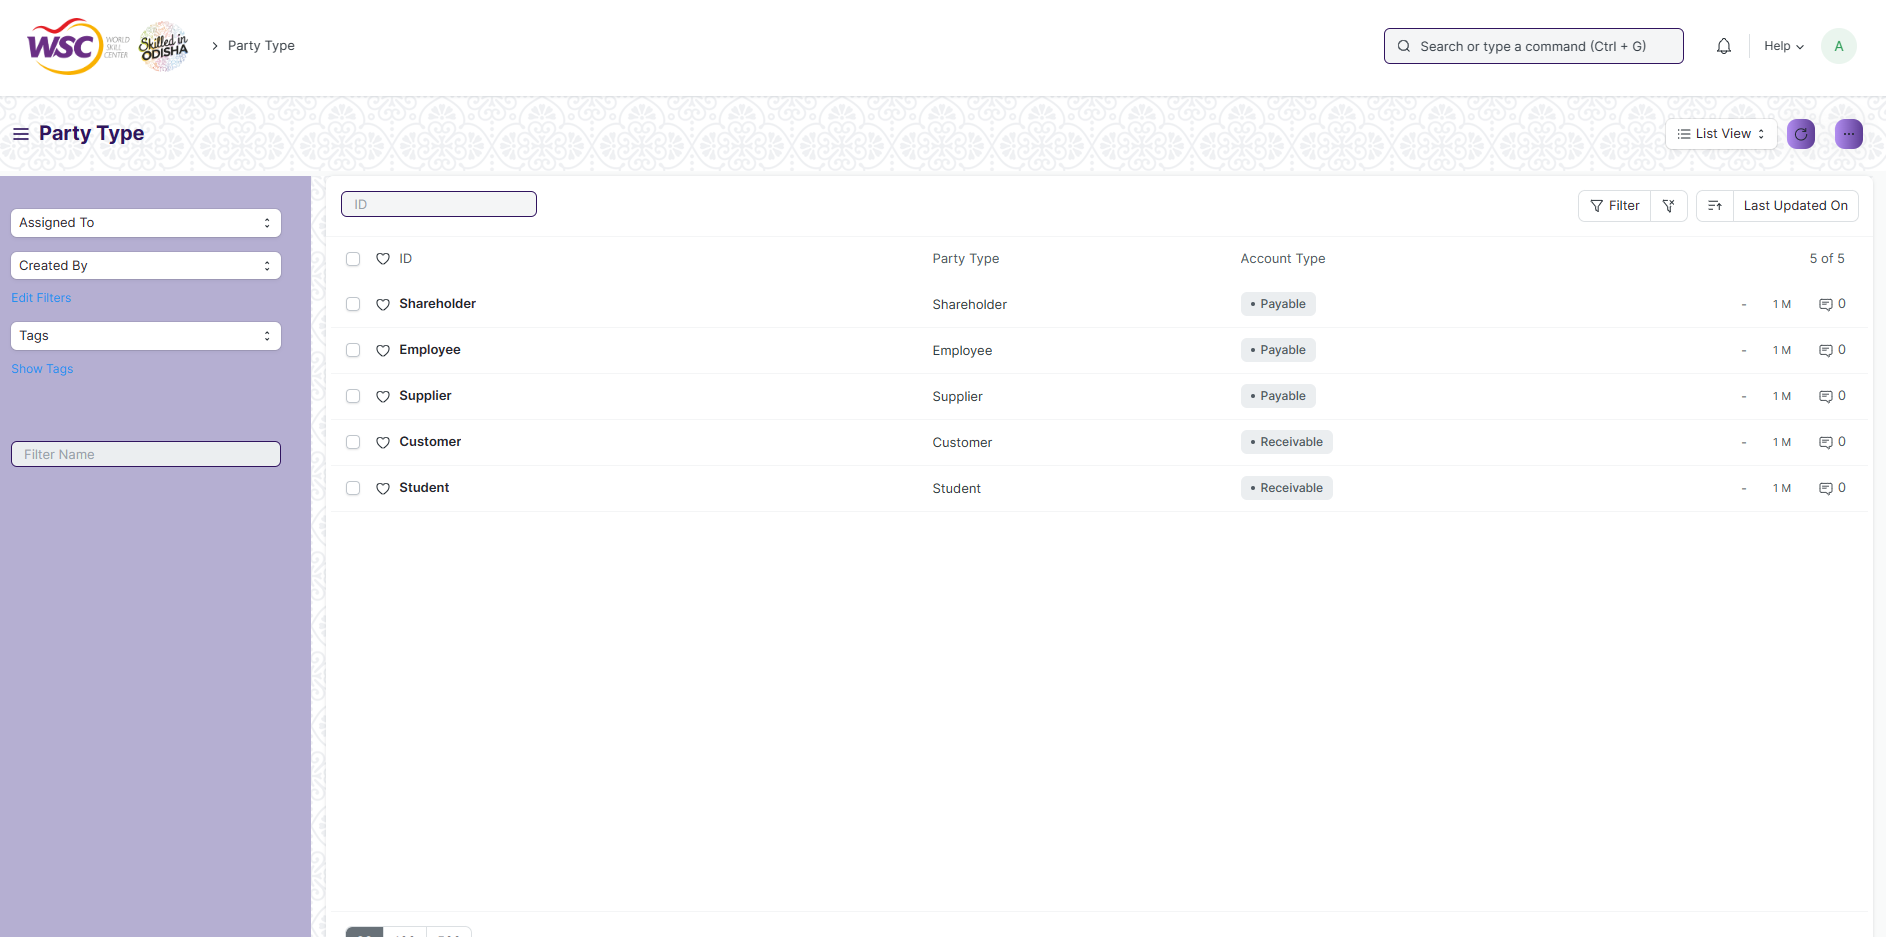 WSC WORLD SKILL CENTER Skilled in ODISHA Party Type Search or type a command (Ctrl + G) Help A
Party Type List View
Assigned To
Created By
Edit Filters
Tags
Show Tags
Filter Name
ID Filter Last Updated On
ID Party Type Account Type 5 of 5
Shareholder Shareholder • Payable - 1 M 0
Employee Employee • Payable - 1 M 0
Supplier Supplier • Payable - 1 M 0
Customer Customer • Receivable - 1 M 0
Student Student • Receivable - 1 M 0